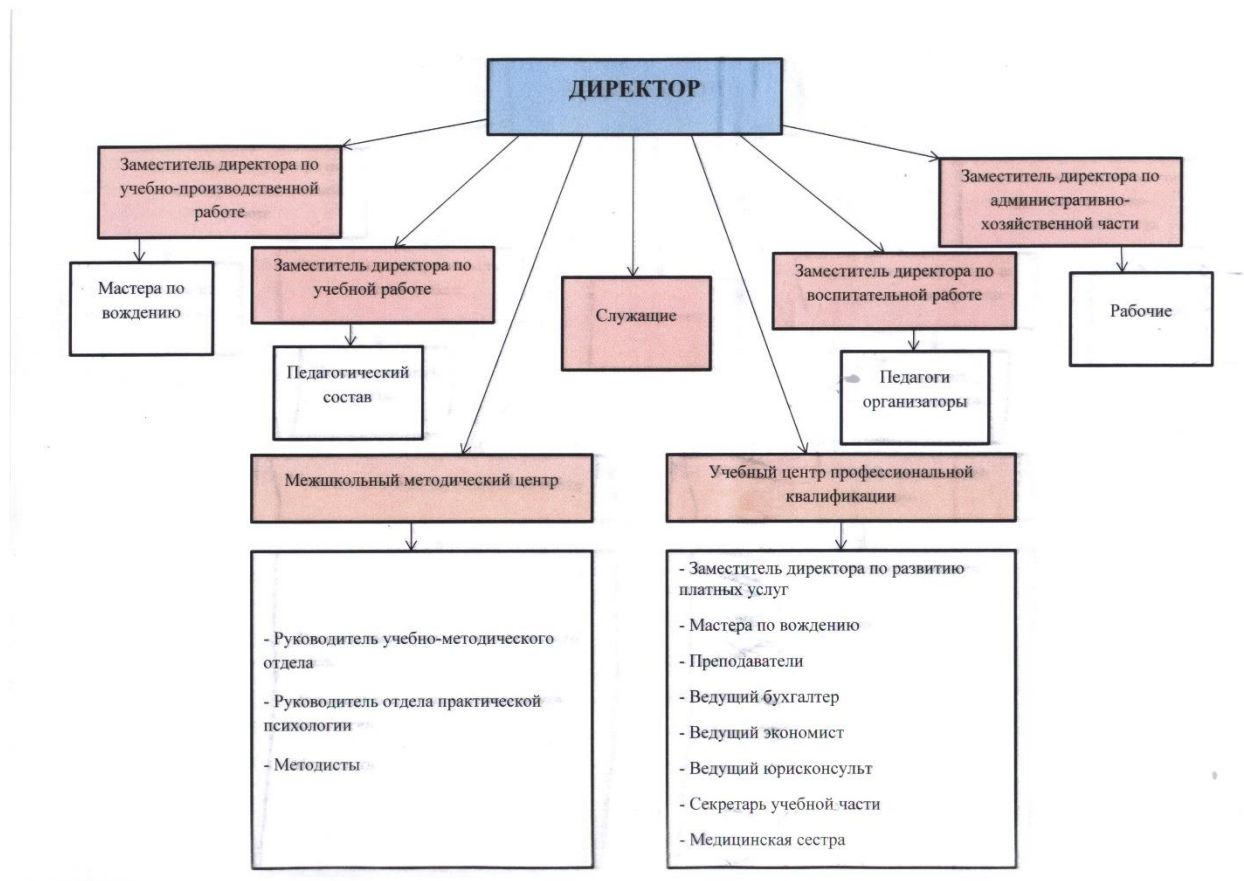 ДИРЕКТОР
Заместитель директора по
учебно-производственной
работе
Заместитель директора по
административно-
хозяйственной части
Мастера по
вождению
Заместитель директора по
учебной работе
Служащие
Заместитель директора по
воспитательной работе
Рабочие
Педагогический
состав
Педагоги
организаторы
Межшкольный методический центр
Учебный центр профессиональной
квалификации
- Руководитель учебно-методического
отдела
- Руководитель отдела практической
психологии
- Методисты
- Заместитель директора по развитию
платных услуг
- Мастера по вождению
- Преподаватели
- Ведущий бухгалтер
- Ведущий экономист
- Ведущий юрисконсульт
- Секретарь учебной части
- Медицинская сестра